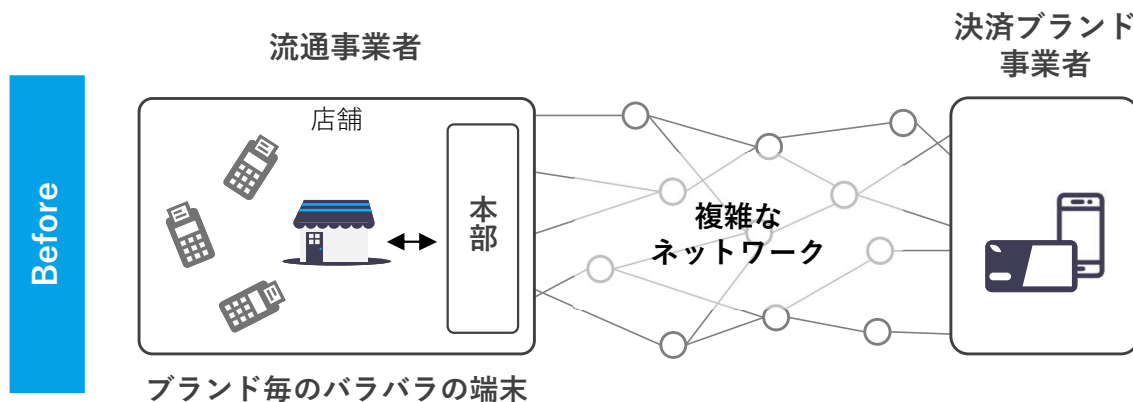 Before
流通事業者
店舗
本部
ブランド毎のバラバラの端末
複雑な
ネットワーク
決済ブランド
事業者